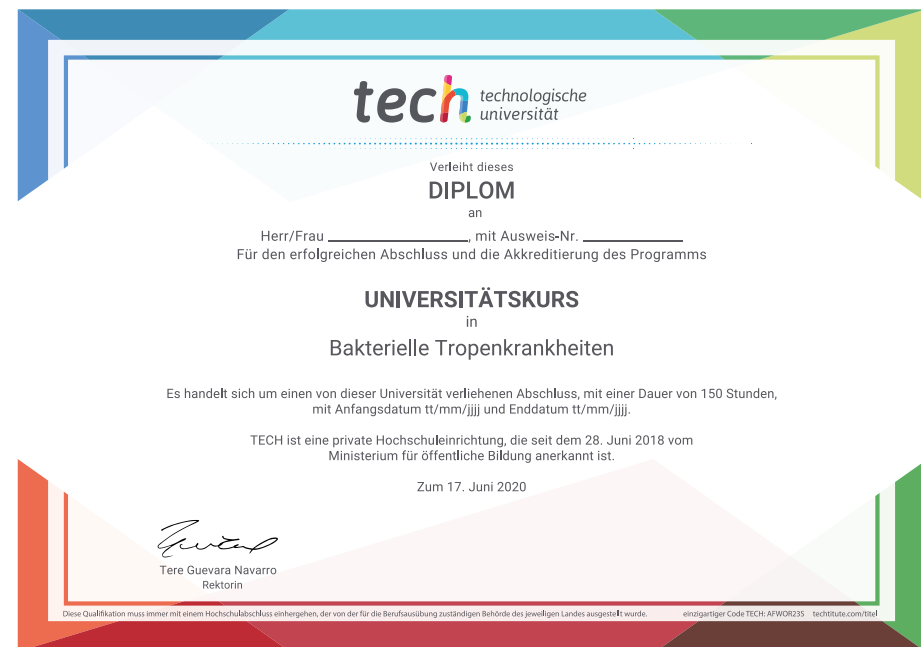 tech technologische
universität
Verleiht dieses
DIPLOM
an
Herr/Frau ____________________, mit Ausweis-Nr. ______________
Für den erfolgreichen Abschluss und die Akkreditierung des Programms
UNIVERSITÄTSKURS
in
Bakterielle Tropenkrankheiten
Es handelt sich um einen von dieser Universität verliehenen Abschluss, mit einer Dauer von 150 Stunden,
mit Anfangsdatum tt/mm/jjjj und Enddatum tt/mm/jjjj.
TECH ist eine private Hochschuleinrichtung, die seit dem 28. Juni 2018 vom
Ministerium für öffentliche Bildung anerkannt ist.
Zum 17. Juni 2020
Tere Guevara Navarro
Rektorin
Diese Qualifikation muss immer mit einem Hochschulabschluss einhergehen, der von der für die Berufsausübung zuständigen Behörde des jeweiligen Landes ausgestellt wurde. einzigartiger Code TECH: AFWOR23S techtitute.com/titel